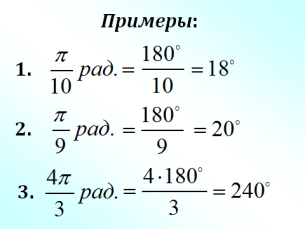 Примеры:
1. π/10 рад. = 180°/10 = 18°
2. π/9 рад. = 180°/9 = 20°
3. 4π/3 рад. = 4·180°/3 = 240°